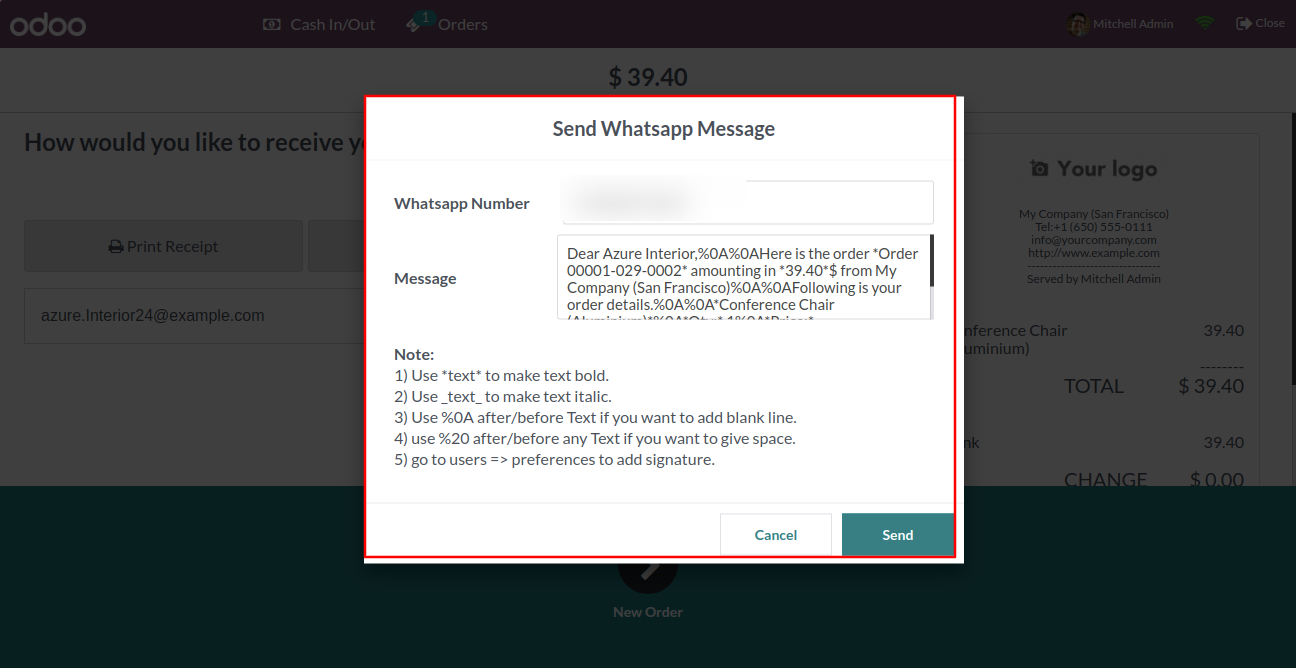 odoo
Cash In/Out
1
Orders
Mitchell Admin
Close
$ 39.40
How would you like to receive
Print Receipt
azure.Interior24@example.com
Your logo
My Company (San Francisco)
Tel:+1 (650) 555-0111
info@yourcompany.com
http://www.example.com
--------------------------------
Served by Mitchell Admin
nference Chair 39.40
uminium)
--------
TOTAL $ 39.40
nk 39.40
CHANGE $ 0.00
Send Whatsapp Message
Whatsapp Number
Message
Dear Azure Interior,%0A%0AHere is the order *Order
00001-029-0002* amounting in *39.40*$ from My
Company (San Francisco)%0A%0AFollowing is your
order details.%0A%0A*Conference Chair
(Aluminium)*%0A*Qty:* 1%0A*Price:*
Note:
1) Use *text* to make text bold.
2) Use _text_ to make text italic.
3) Use %0A after/before Text if you want to add blank line.
4) use %20 after/before any Text if you want to give space.
5) go to users => preferences to add signature.
Cancel
Send
New Order